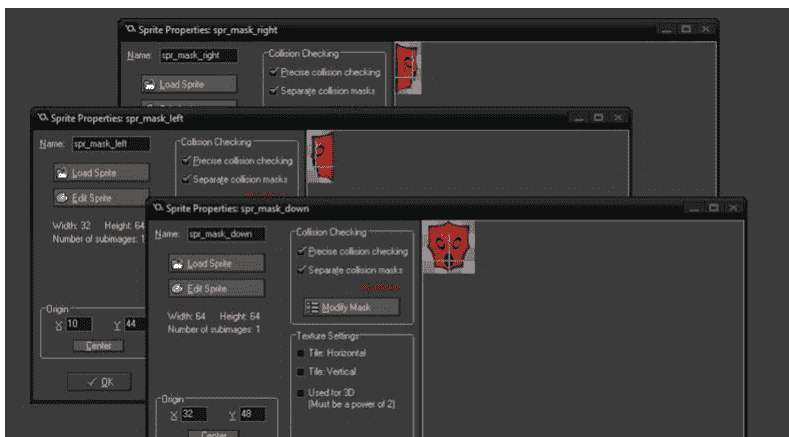 Sprite Properties: spr_mask_right
Name: spr_mask_right
Load Sprite
Collision Checking
Precise collision checking
Separate collision masks
Sprite Properties: spr_mask_left
Name: spr_mask_left
Load Sprite
Edit Sprite
Width: 32 Height: 64
Number of subimages: 1
Collision Checking
Precise collision checking
Separate collision masks
Origin
X 10 Y 44
Center
OK
Sprite Properties: spr_mask_down
Name: spr_mask_down
Load Sprite
Edit Sprite
Width: 64 Height: 64
Number of subimages: 1
Collision Checking
Precise collision checking
Separate collision masks
Modify Mask
Texture Settings
Tile: Horizontal
Tile: Vertical
Used for 3D
(Must be a power of 2)
Origin
X 32 Y 48
Center